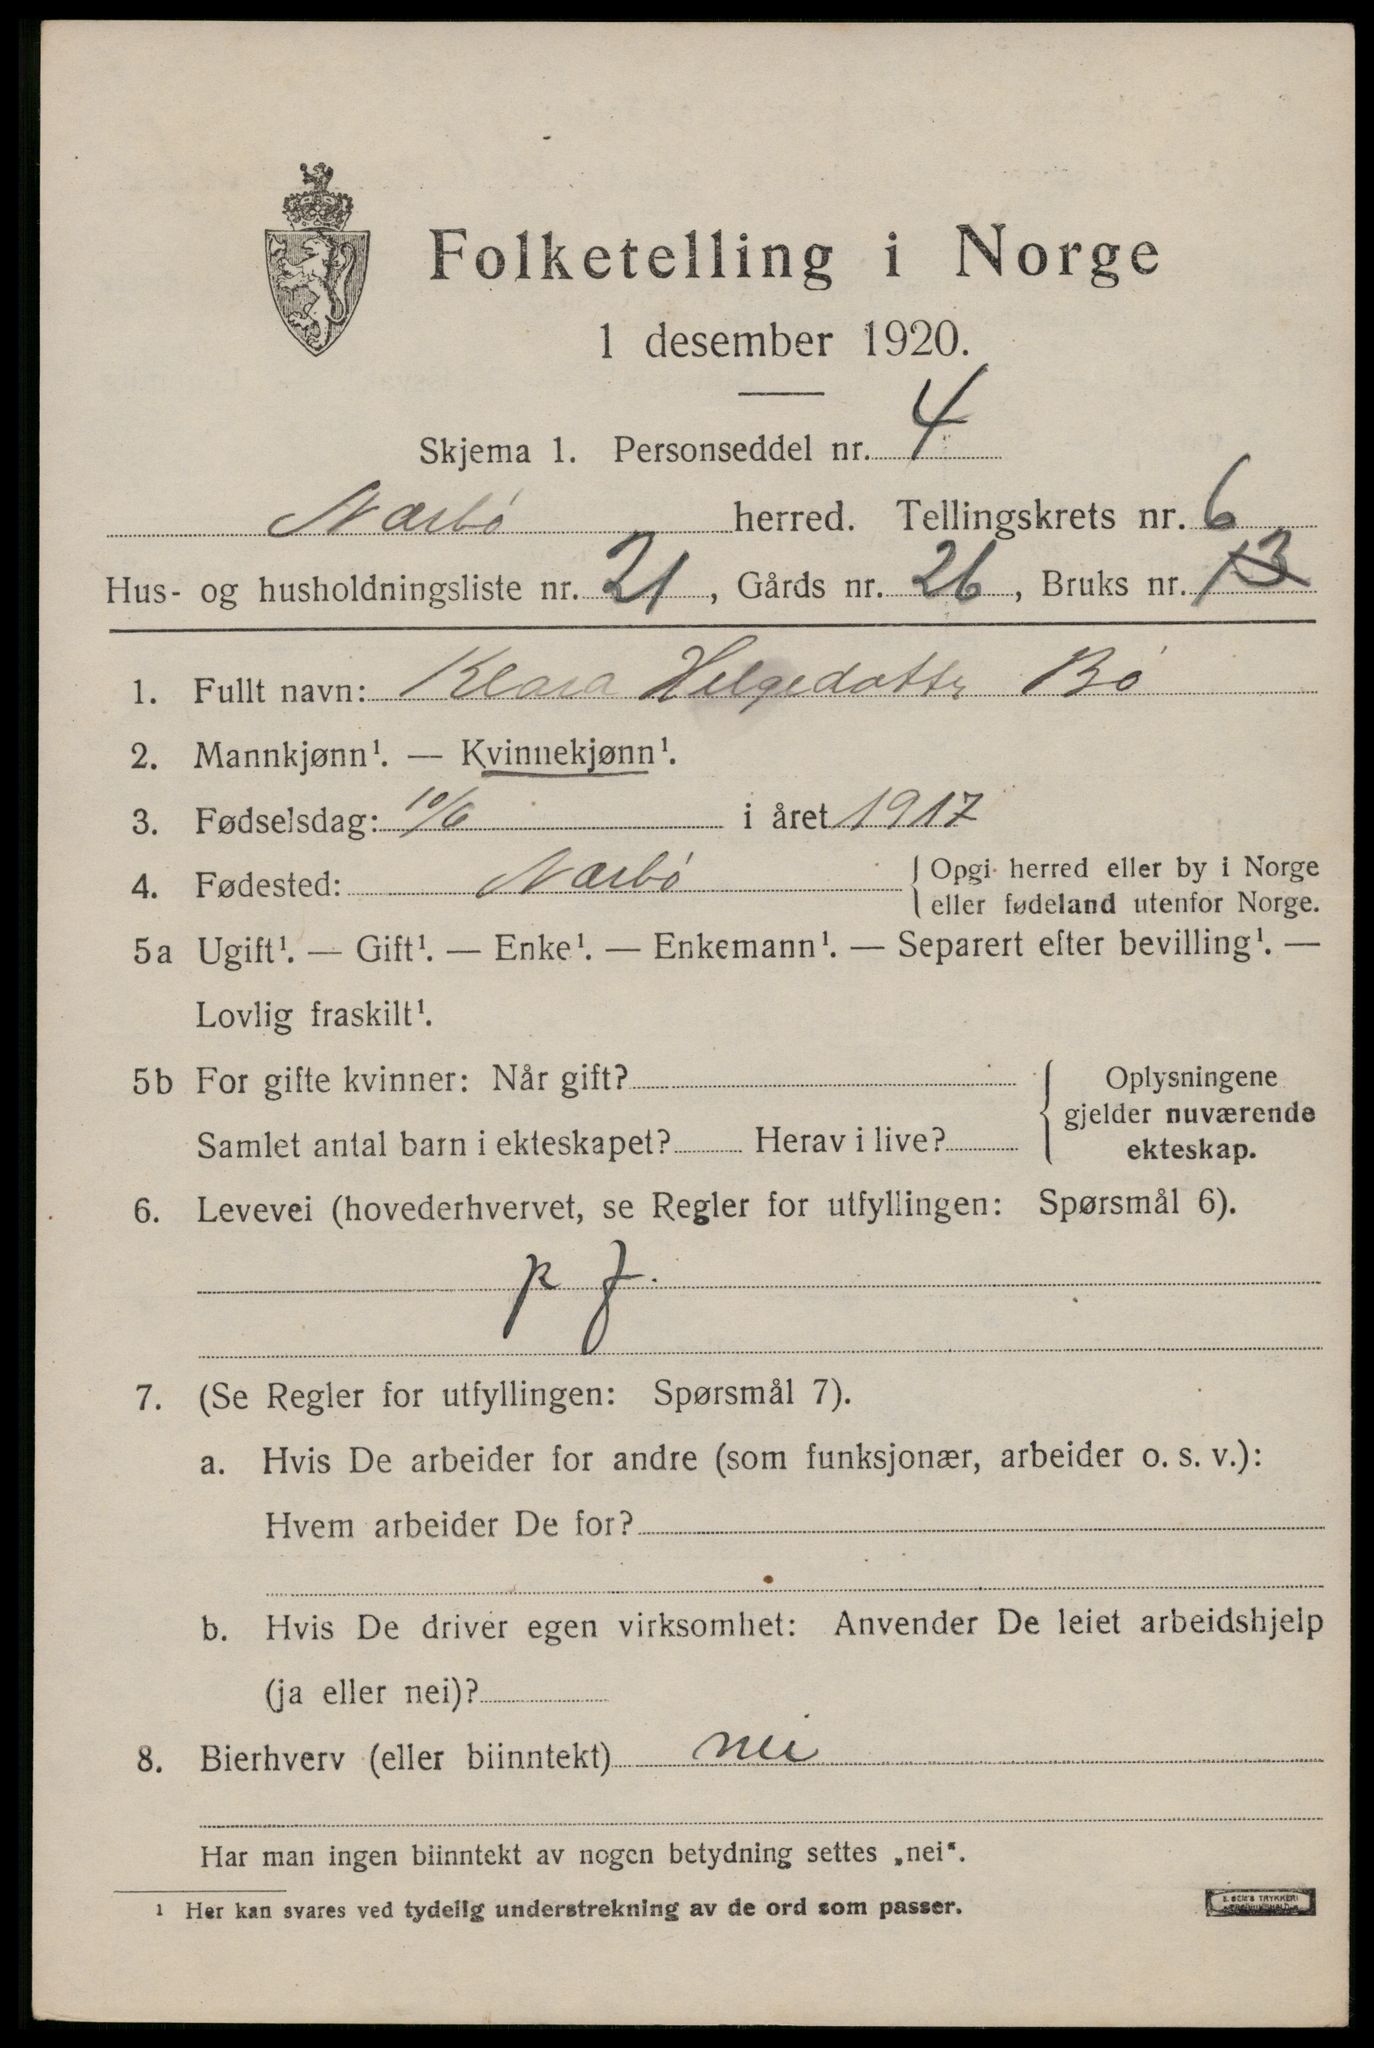 Folketelling i Norge
1 desember 1920.
Skjema 1. Personseddel nr. 4
Nærbø herred. Tellingskrets nr. 6
Hus- og husholdningsliste nr. 21, Gårds nr. 26, Bruks nr. 13
1. Fullt navn: Klara Helgedotter Bø
2. Mannkjønn¹. — Kvinnekjønn¹.
3. Fødselsdag: 10/6 i året 1917
4. Fødested: Nærbø { Opgi herred eller by i Norge
eller fødeland utenfor Norge.
5a Ugift¹. — Gift¹. — Enke¹. — Enkemann¹. — Separert efter bevilling¹. —
Lovlig fraskilt¹.
5b For gifte kvinner: Når gift?
Samlet antal barn i ekteskapet? Herav i live?
{ Oplysningene
gjelder nuværende
ekteskap.
6. Levevei (hovederhvervet, se Regler for utfyllingen: Spørsmål 6).
p f.
7. (Se Regler for utfyllingen: Spørsmål 7).
a. Hvis De arbeider for andre (som funksjonær, arbeider o. s. v.):
Hvem arbeider De for?
b. Hvis De driver egen virksomhet: Anvender De leiet arbeidshjelp
(ja eller nei)?
8. Bierhverv (eller biinntekt) nei
Har man ingen biinntekt av nogen betydning settes „nei“.
¹ Her kan svares ved tydelig understrekning av de ord som passer.